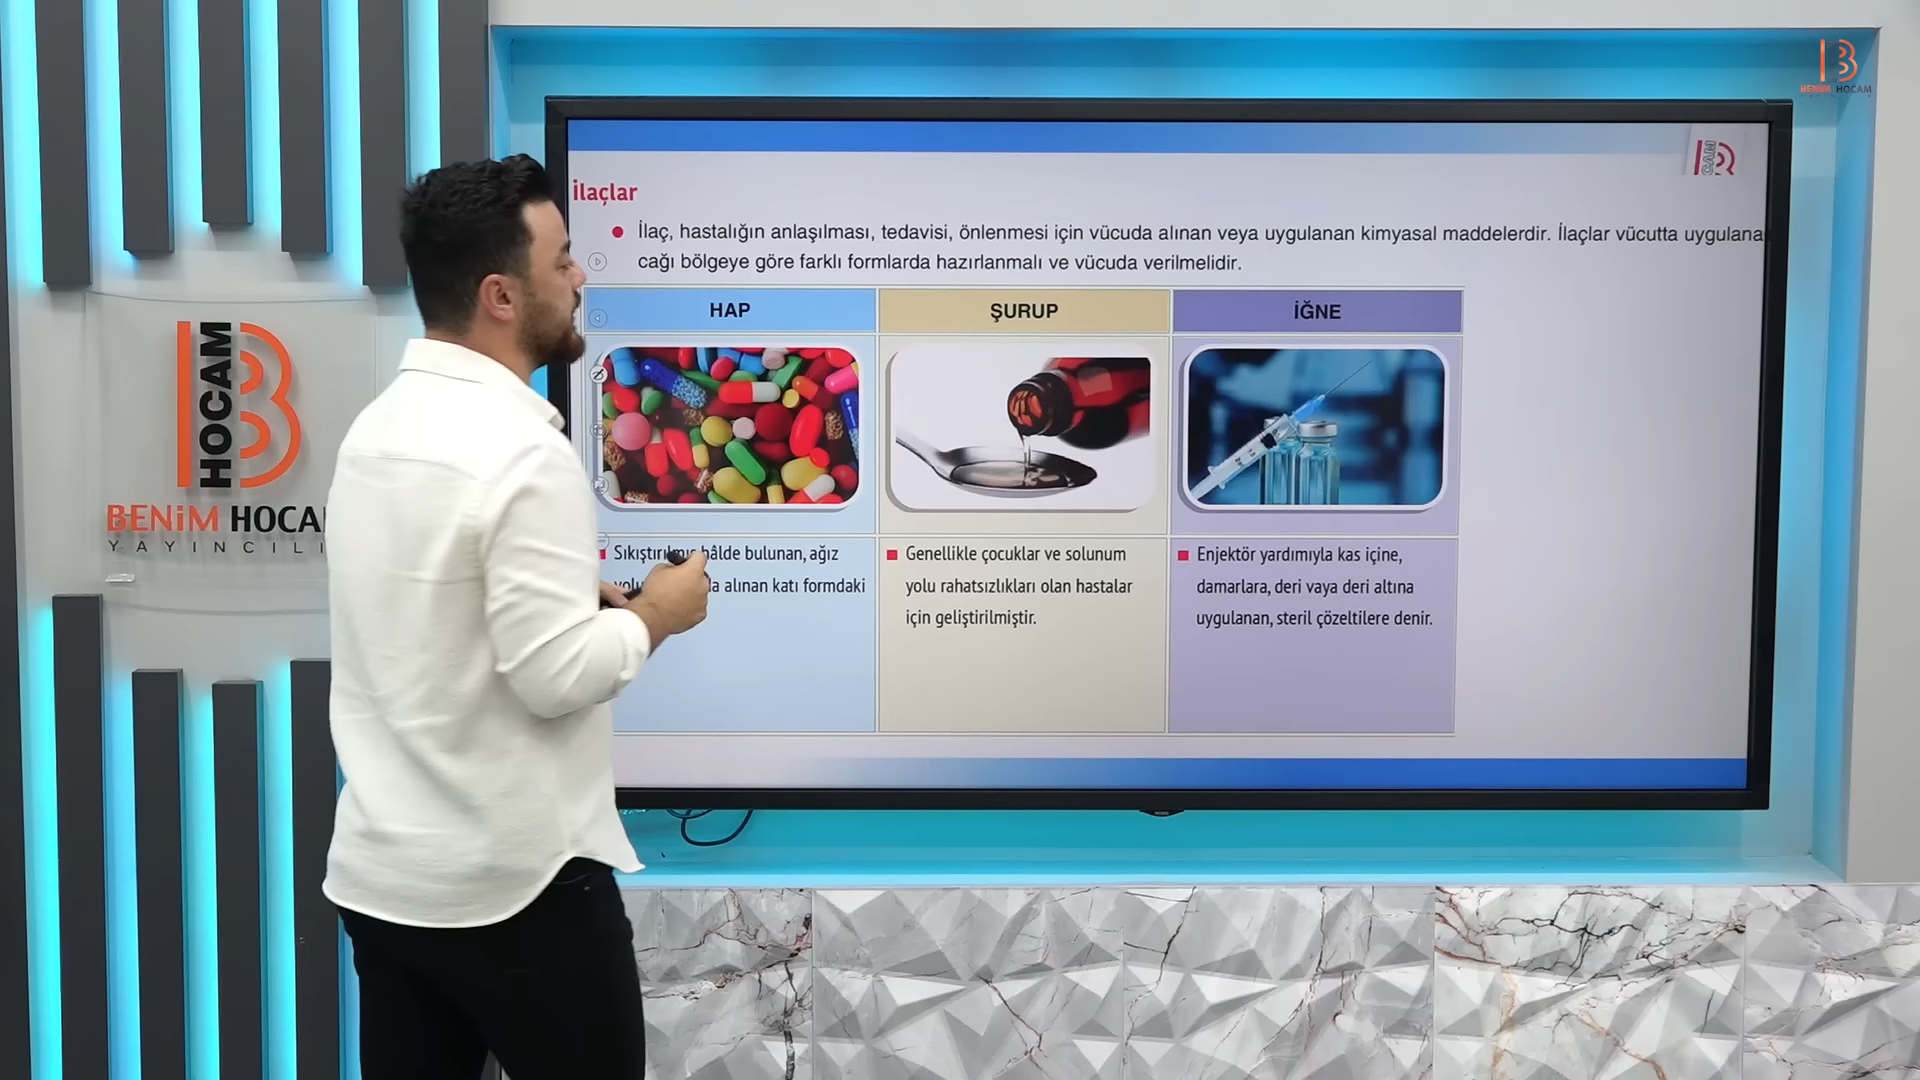 BENİM HOCAM
HOCAM
BENİM HOCA
YAYINCILI
İlaçlar
İlaç, hastalığın anlaşılması, tedavisi, önlenmesi için vücuda alınan veya uygulanan kimyasal maddelerdir. İlaçlar vücutta uygulana
cağı bölgeye göre farklı formlarda hazırlanmalı ve vücuda verilmelidir.
HAP
ŞURUP
İĞNE
Sıkıştırılmış hâlde bulunan, ağız
alınan katı formdaki
Genellikle çocuklar ve solunum
yolu rahatsızlıkları olan hastalar
için geliştirilmiştir.
Enjektör yardımıyla kas içine,
damarlara, deri vaya deri altına
uygulanan, steril çözeltilere denir.